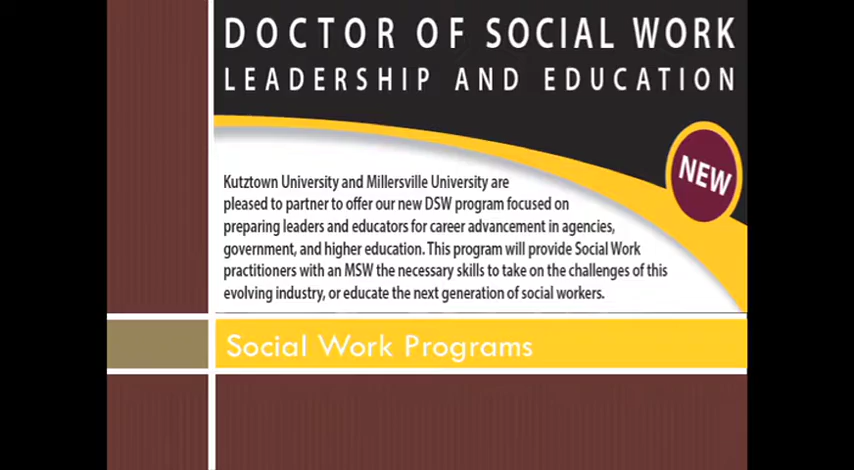 DOCTOR OF SOCIAL WORK
LEADERSHIP AND EDUCATION
NEW
Kutztown University and Millersville University are
pleased to partner to offer our new DSW program focused on
preparing leaders and educators for career advancement in agencies,
government, and higher education. This program will provide Social Work
practitioners with an MSW the necessary skills to take on the challenges of this
evolving industry, or educate the next generation of social workers.
Social Work Programs